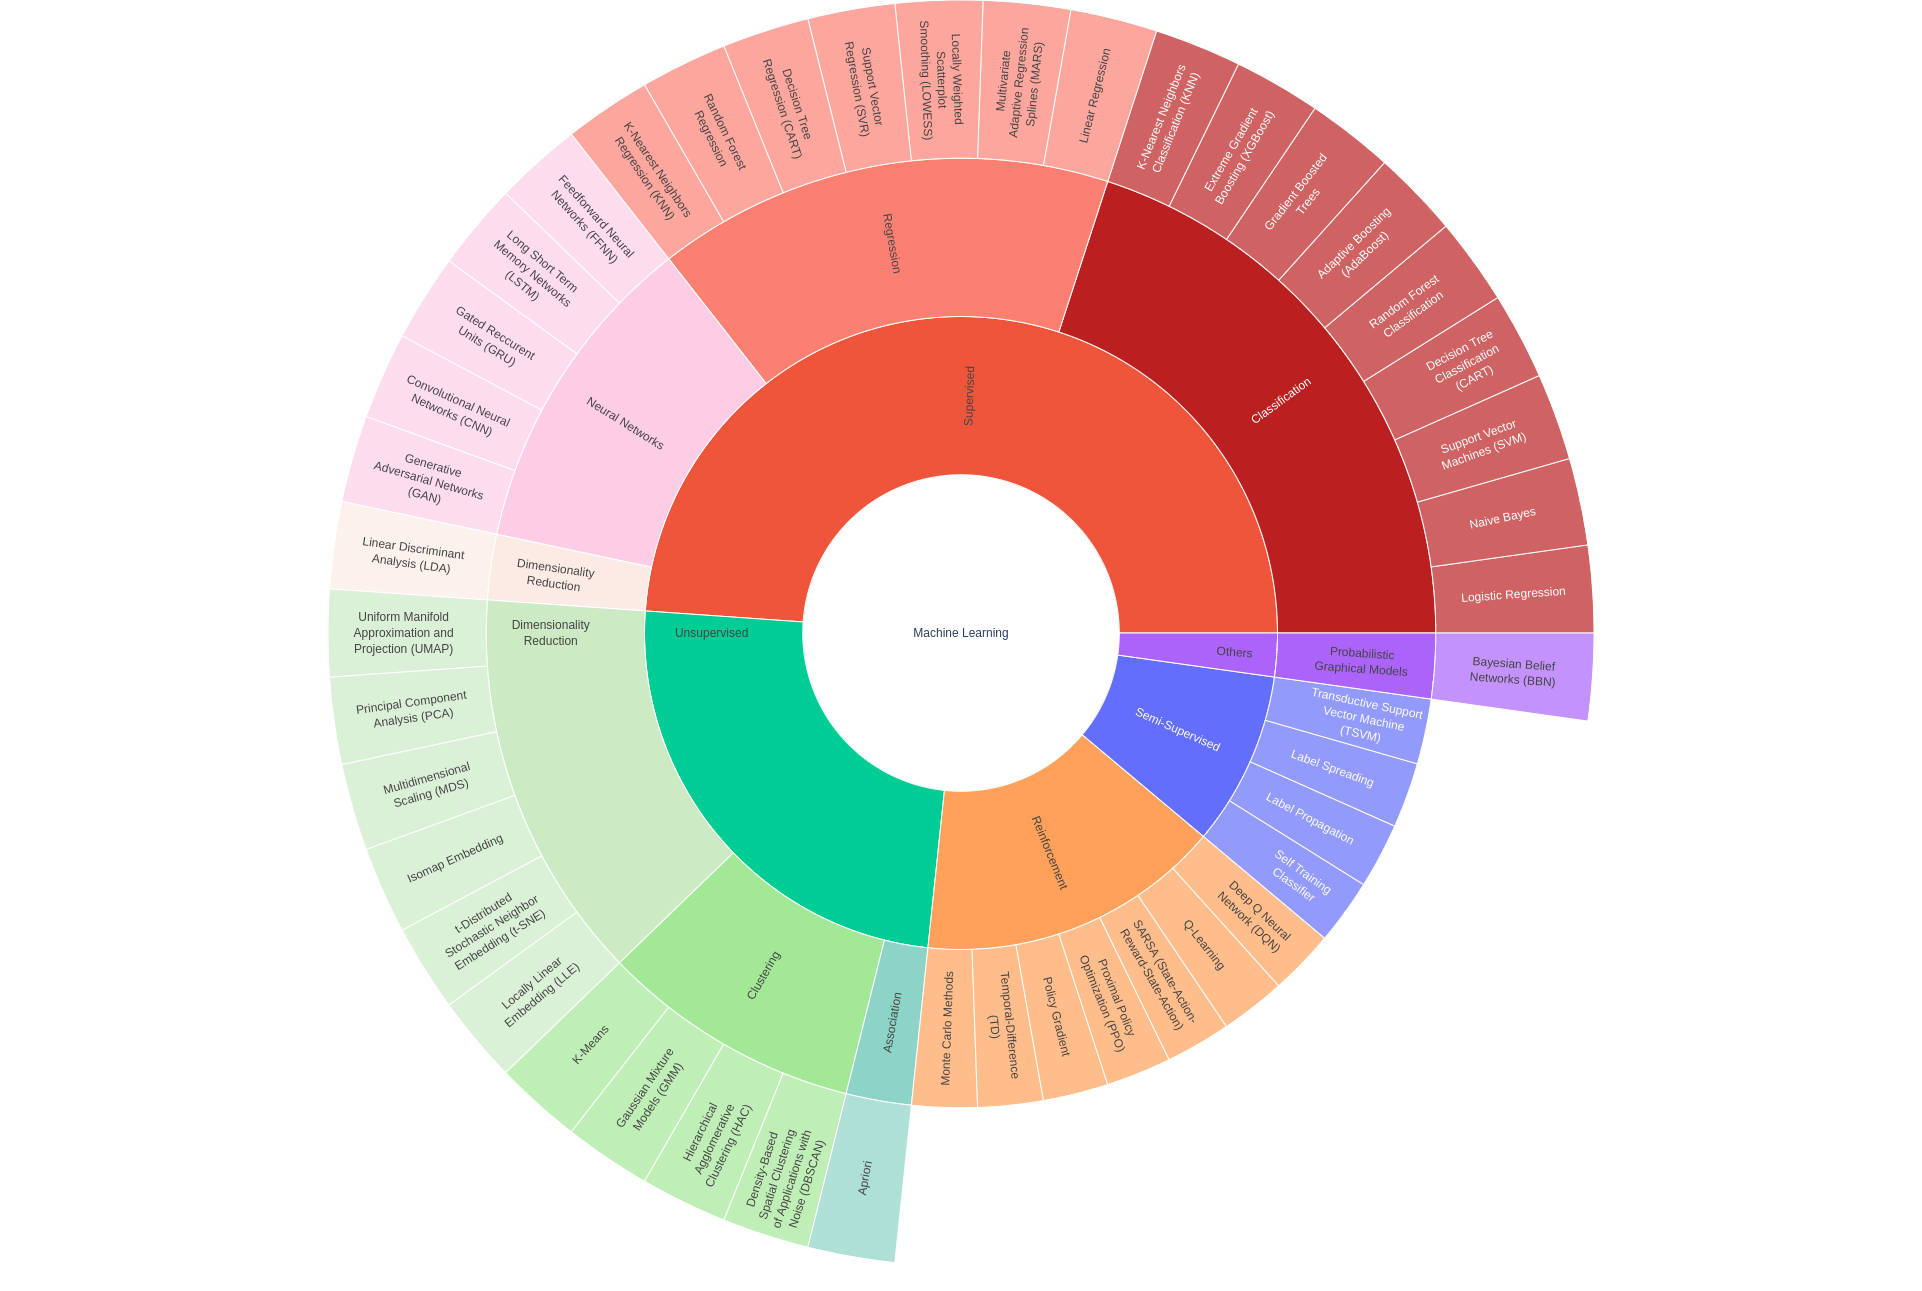 Machine Learning
Supervised
Classification
K-Nearest Neighbors
Classification (KNN)
Extreme Gradient
Boosting (XGBoost)
Gradient Boosted
Trees
Adaptive Boosting
(AdaBoost)
Random Forest
Classification
Decision Tree
Classification
(CART)
Support Vector
Machines (SVM)
Naive Bayes
Logistic Regression
Regression
Linear Regression
Multivariate
Adaptive Regression
Splines (MARS)
Locally Weighted
Scatterplot
Smoothing (LOWESS)
Support Vector
Regression (SVR)
Decision Tree
Regression (CART)
Random Forest
Regression
K-Nearest Neighbors
Regression (KNN)
Neural Networks
Feedforward Neural
Networks (FFNN)
Long Short Term
Memory Networks
(LSTM)
Gated Reccurent
Units (GRU)
Convolutional Neural
Networks (CNN)
Generative
Adversarial Networks
(GAN)
Dimensionality
Reduction
Linear Discriminant
Analysis (LDA)
Unsupervised
Dimensionality
Reduction
Uniform Manifold
Approximation and
Projection (UMAP)
Principal Component
Analysis (PCA)
Multidimensional
Scaling (MDS)
Isomap Embedding
t-Distributed
Stochastic Neighbor
Embedding (t-SNE)
Locally Linear
Embedding (LLE)
Clustering
K-Means
Gaussian Mixture
Models (GMM)
Hierarchical
Agglomerative
Clustering (HAC)
Density-Based
Spatial Clustering
of Applications with
Noise (DBSCAN)
Association
Apriori
Reinforcement
Monte Carlo Methods
Temporal-Difference
(TD)
Policy Gradient
Proximal Policy
Optimization (PPO)
SARSA (State-Action-
Reward-State-Action)
Q-Learning
Deep Q Neural
Network (DQN)
Semi-Supervised
Self Training
Classifier
Label Propagation
Label Spreading
Transductive Support
Vector Machine
(TSVM)
Others
Probabilistic
Graphical Models
Bayesian Belief
Networks (BBN)